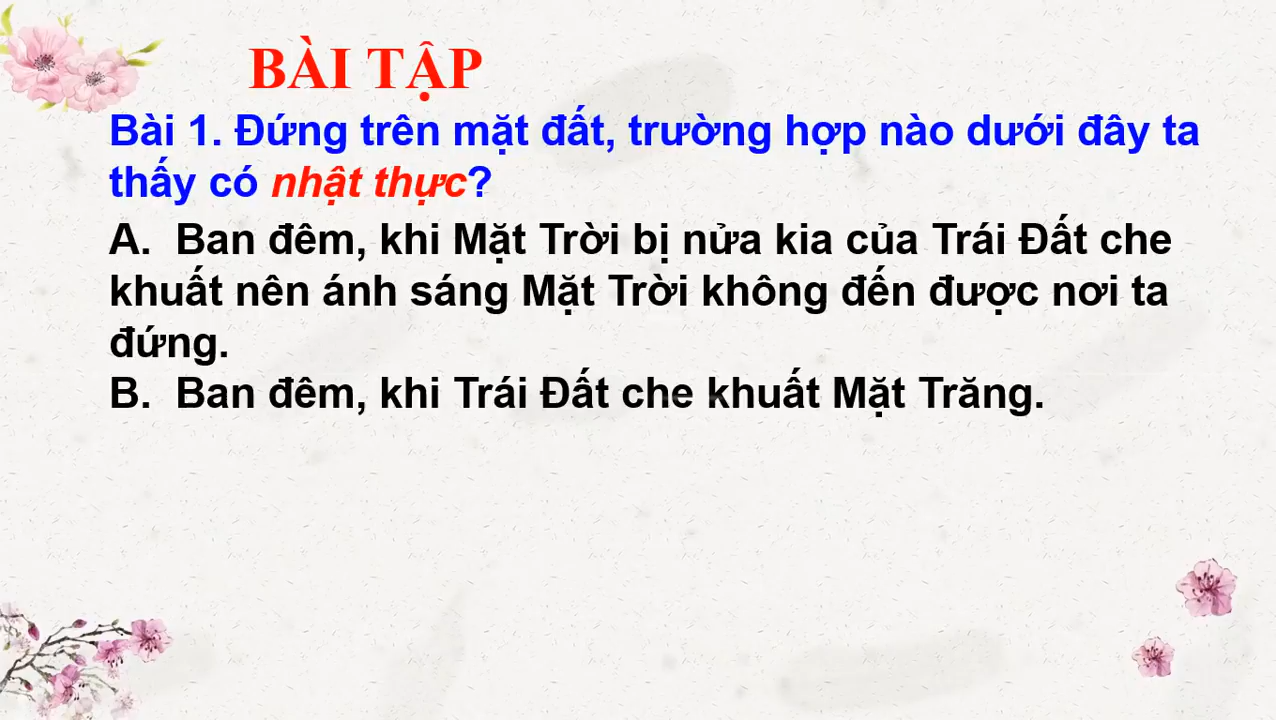 BÀI TẬP
Bài 1. Đứng trên mặt đất, trường hợp nào dưới đây ta
thấy có nhật thực?
A. Ban đêm, khi Mặt Trời bị nửa kia của Trái Đất che
khuất nên ánh sáng Mặt Trời không đến được nơi ta
đứng.
B. Ban đêm, khi Trái Đất che khuất Mặt Trăng.